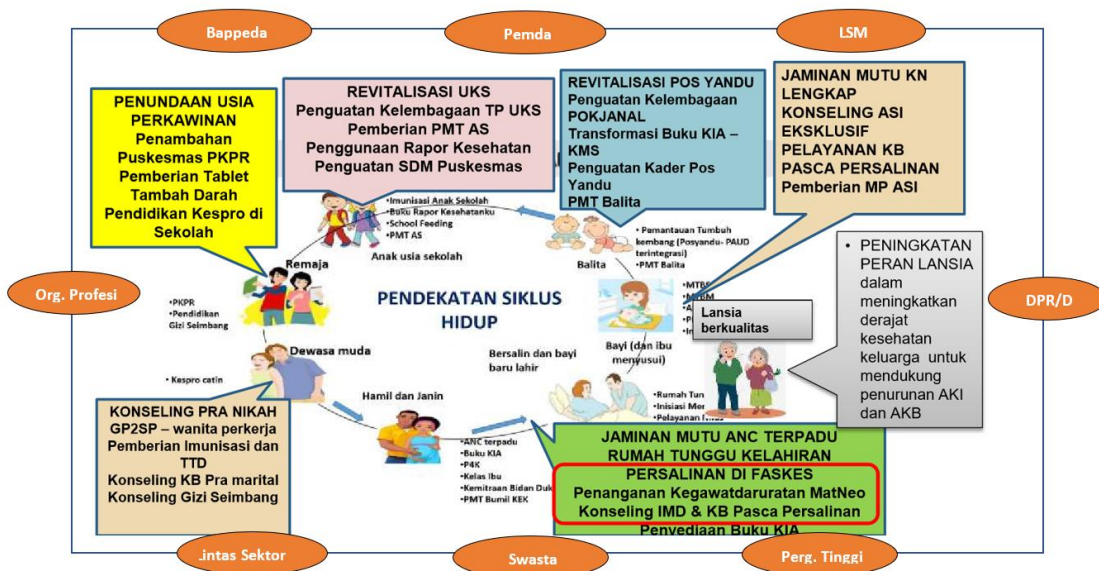 Bappeda
Pemda
LSM
PENUNDAAN USIA
PERKAWINAN
Penambahan
Puskesmas PKPR
Pemberian Tablet
Tambah Darah
Pendidikan Kespro di
Sekolah
REVITALISASI UKS
Penguatan Kelembagaan TP UKS
Pemberian PMT AS
Penggunaan Rapor Kesehatan
Penguatan SDM Puskesmas
REVITALISASI POS YANDU
Penguatan Kelembagaan
POKJANAL
Transformasi Buku KIA –
KMS
Penguatan Kader Pos
Yandu
PMT Balita
JAMINAN MUTU KN
LENGKAP
KONSELING ASI
EKSKLUSIF
PELAYANAN KB
PASCA PERSALINAN
Pemberian MP ASI
•Imunisasi Anak Sekolah
•Buku Rapor Kesehatanku
•School Feeding
•PMT AS
Anak usia sekolah
• Pemantauan Tumbuh
kembang (Posyandu- PAUD
terintegrasi)
• PMT Balita
Balita
Remaja
•PKPR
•Pendidikan
Gizi Seimbang
Org. Profesi
DPR/D
PENDEKATAN SIKLUS
HIDUP
Lansia
berkualitas
• PENINGKATAN
PERAN LANSIA
dalam
meningkatkan
derajat
kesehatan
keluarga untuk
mendukung
penurunan AKI
dan AKB
Bayi (dan ibu
menyusui)
Dewasa muda
• Kespro catin
Bersalin dan bayi
baru lahir
Hamil dan Janin
•Rumah
•Inisiasi
•Pelayanan
•ANC terpadu
•Buku KIA
•P4K
•Kelas Ibu
•Kemitraan Bidan
•PMT Bumil KEK
KONSELING PRA NIKAH
GP2SP – wanita perkerja
Pemberian Imunisasi dan
TTD
Konseling KB Pra marital
Konseling Gizi Seimbang
JAMINAN MUTU ANC TERPADU
RUMAH TUNGGU KELAHIRAN
PERSALINAN DI FASKES
Penanganan Kegawatdaruratan MatNeo
Konseling IMD & KB Pasca Persalinan
Penyediaan Buku KIA
Lintas Sektor
Swasta
Perg. Tinggi